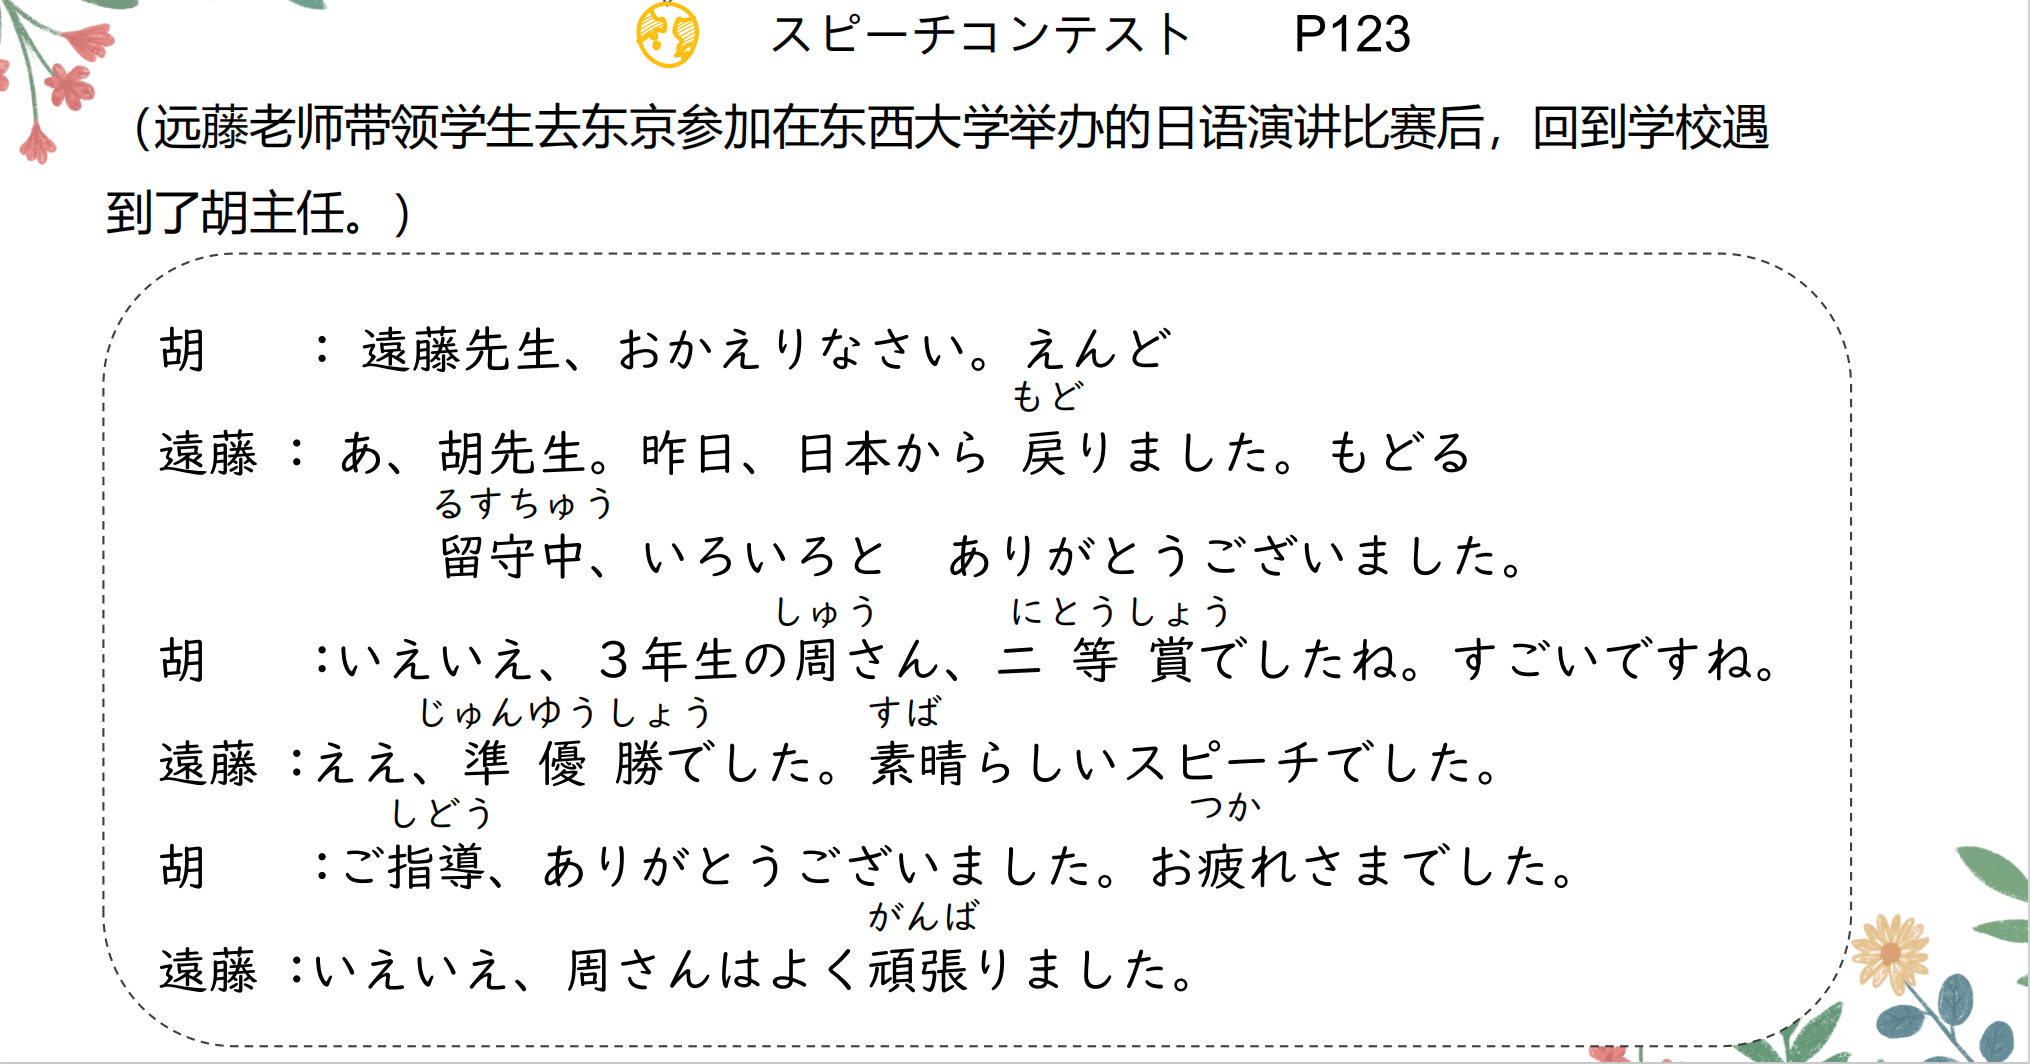 スピーチコンテスト P123
（远藤老师带领学生去东京参加在东西大学举办的日语演讲比赛后，回到学校遇
到了胡主任。）
胡 ：遠藤先生、おかえりなさい。えんど
もど
遠藤：あ、胡先生。昨日、日本から 戻りました。もどる
るすちゅう
留守中、いろいろと ありがとうございました。
しゅう にとうしょう
胡 ：いえいえ、３年生の周さん、二 等 賞でしたね。すごいですね。
じゅんゆうしょう すば
遠藤：ええ、準 優 勝でした。素晴らしいスピーチでした。
しどう つか
胡 ：ご指導、ありがとうございました。お疲れさまでした。
がんば
遠藤：いえいえ、周さんはよく頑張りました。